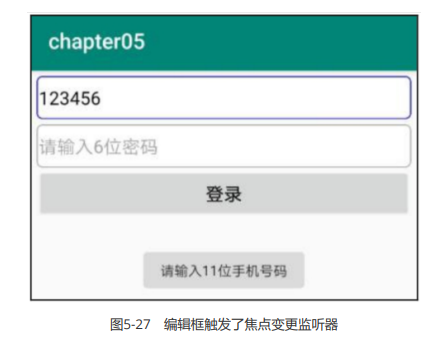 chapter05
123456
请输入6位密码
登录
请输入11位手机号码
图5-27 编辑框触发了焦点变更监听器